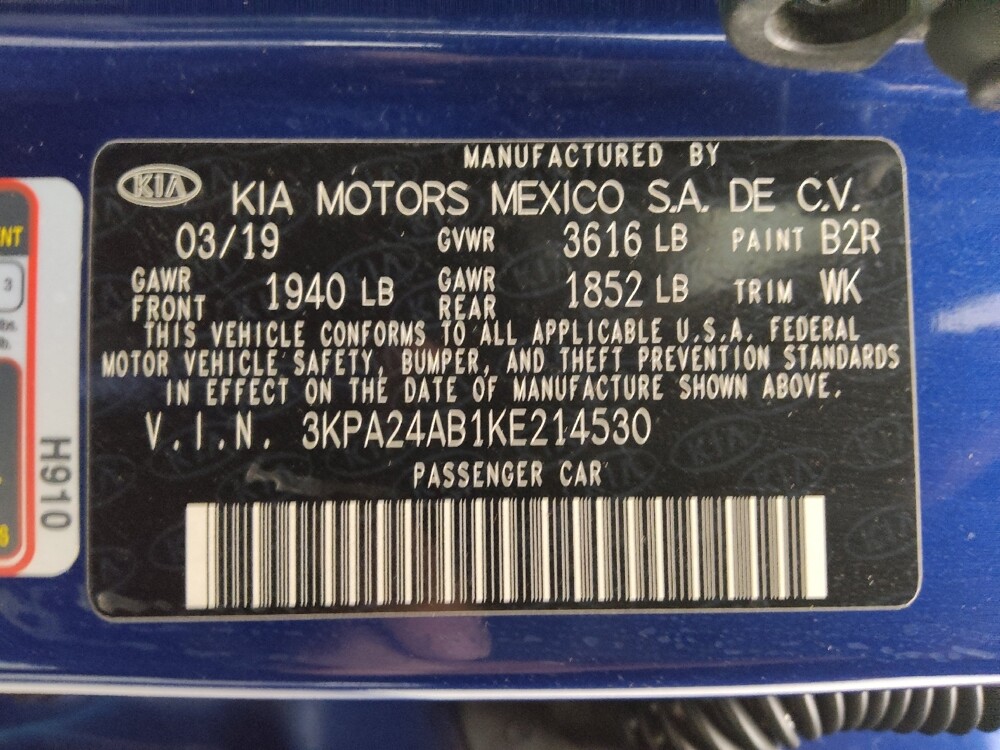 MANUFACTURED BY
KIA KIA MOTORS MEXICO S.A. DE C.V.
03/19 GVWR 3616 LB PAINT B2R
GAWR FRONT 1940 LB GAWR REAR 1852 LB TRIM WK
THIS VEHICLE CONFORMS TO ALL APPLICABLE U.S.A. FEDERAL
MOTOR VEHICLE SAFETY, BUMPER, AND THEFT PREVENTION STANDARDS
IN EFFECT ON THE DATE OF MANUFACTURE SHOWN ABOVE.
V.I.N. 3KPA24AB1KE214530
PASSENGER CAR
H910
3